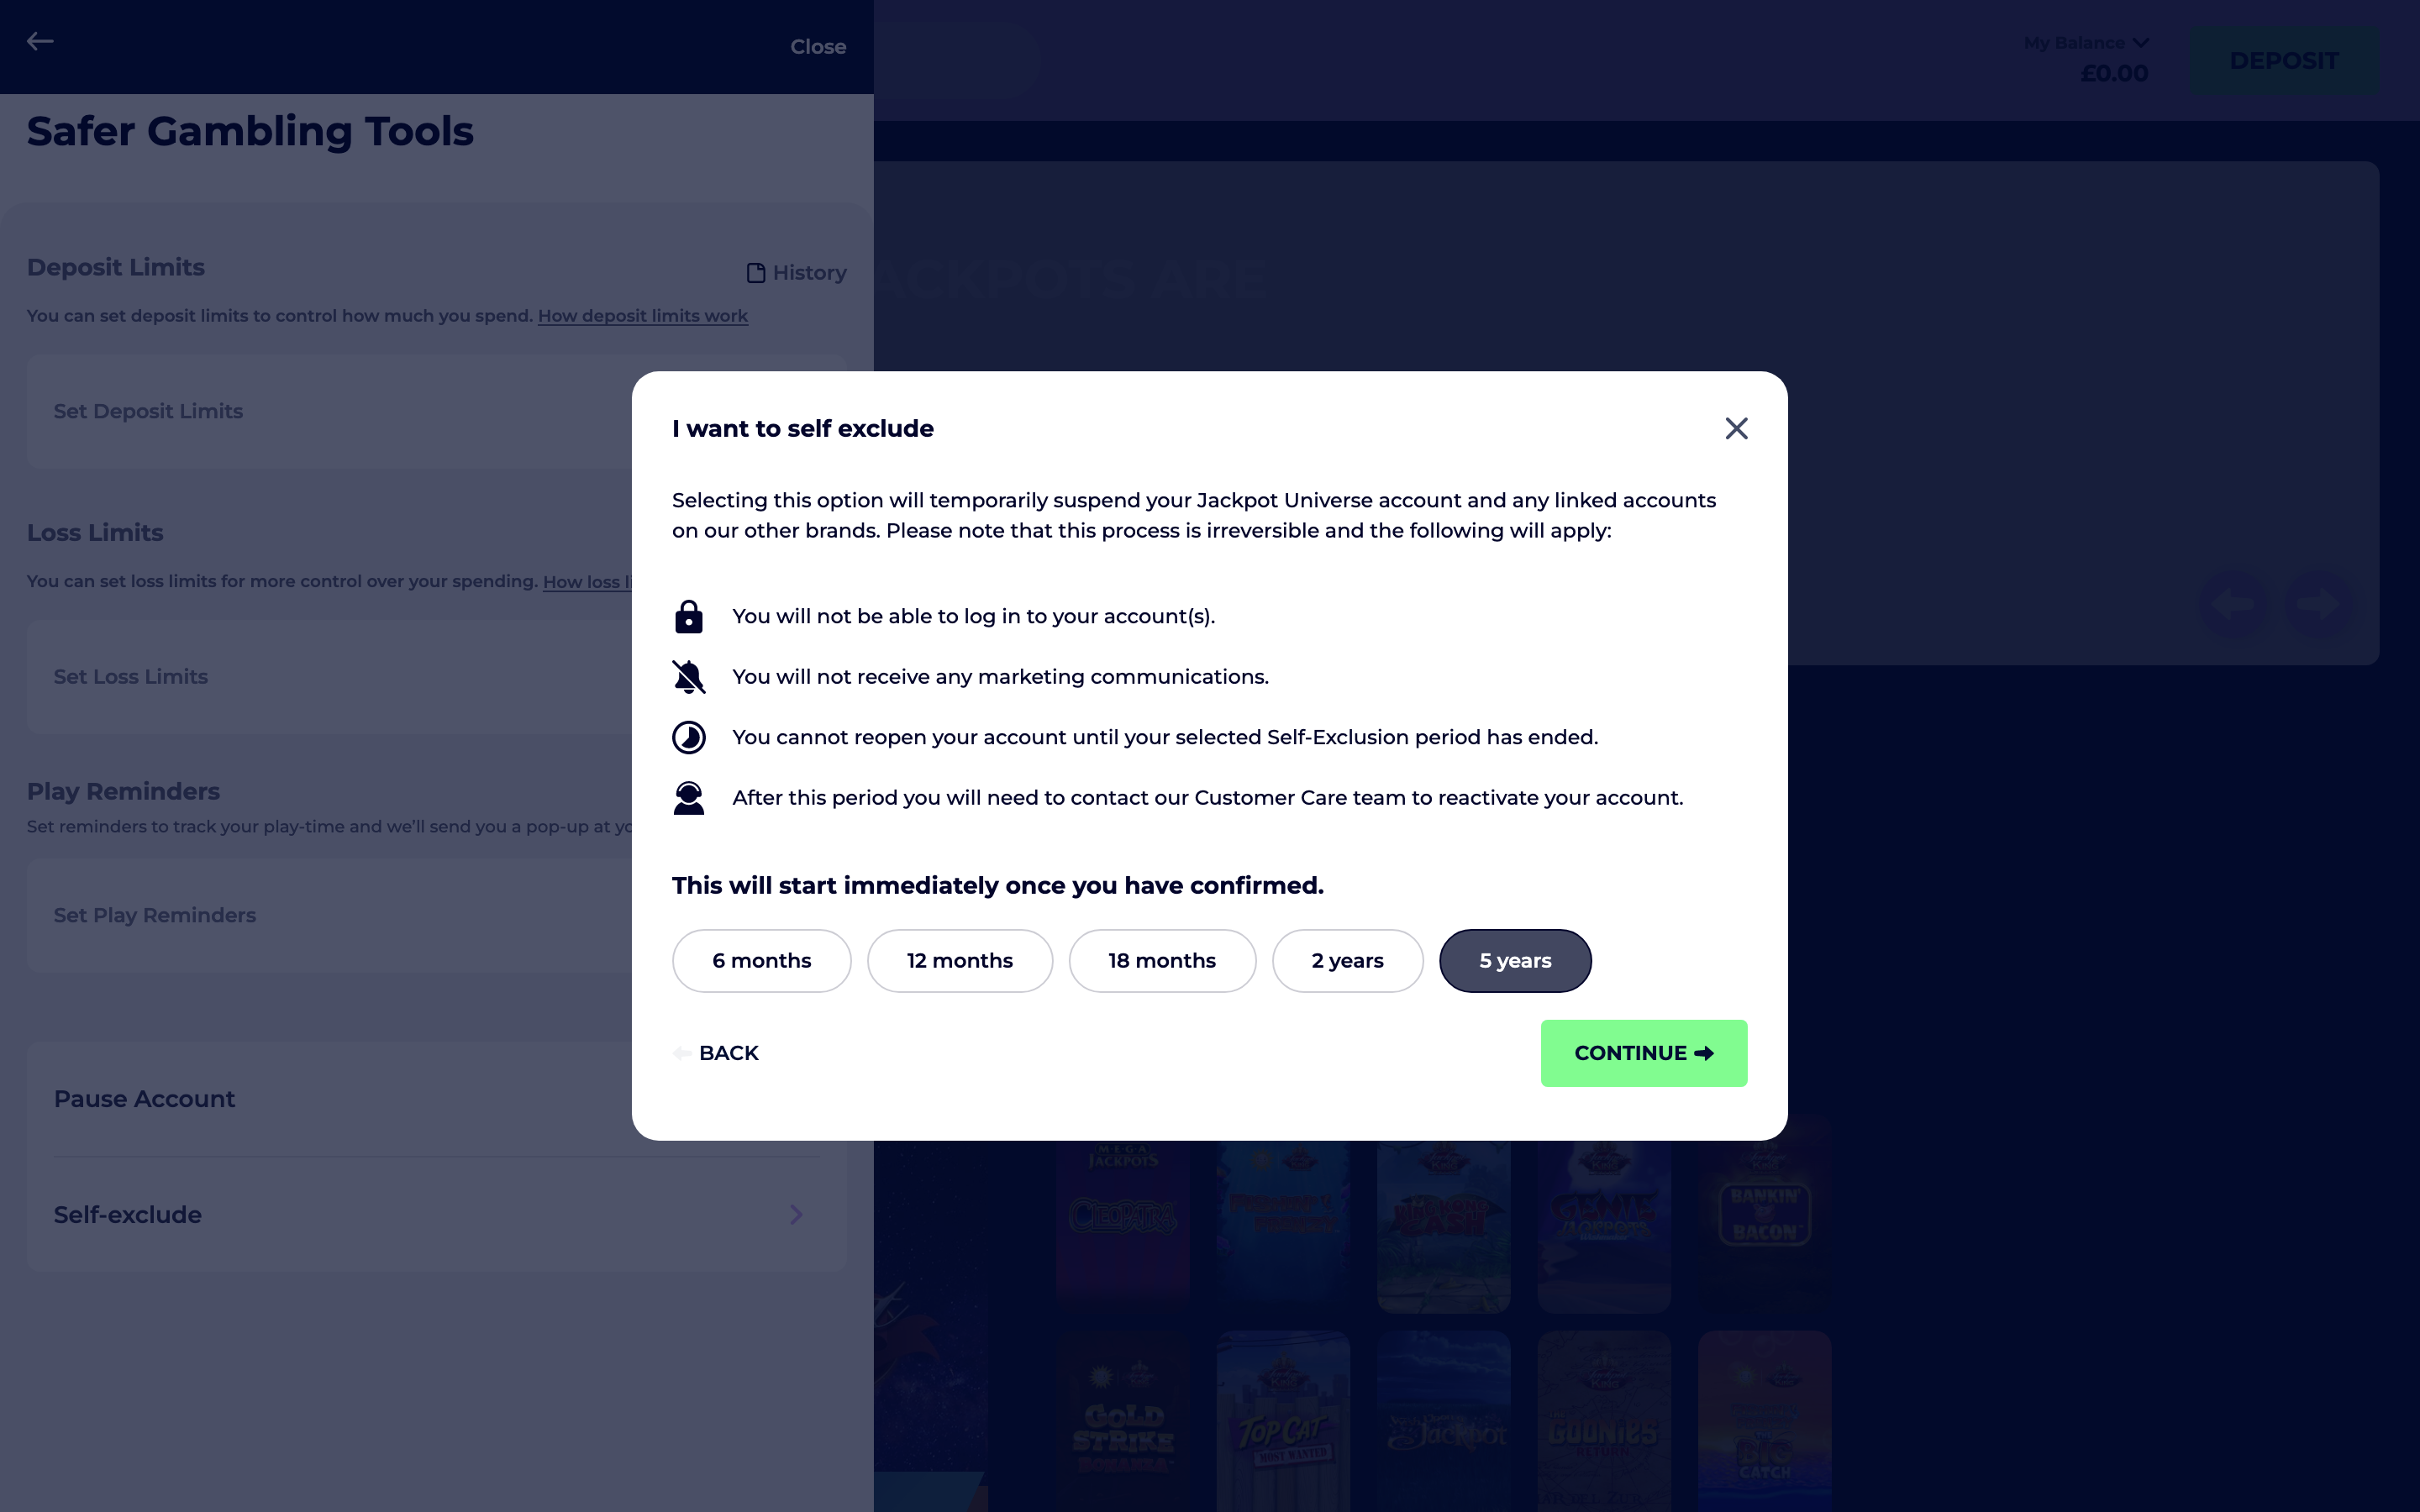 Close
My Balance
£0.00
DEPOSIT
Safer Gambling Tools
Deposit Limits
History
You can set deposit limits to control how much you spend. How deposit limits work
Set Deposit Limits
ACKPOTS ARE
Loss Limits
You can set loss limits for more control over your spending. How loss li
Set Loss Limits
Play Reminders
Set reminders to track your play-time and we'll send you a pop-up at yo
Set Play Reminders
Pause Account
Self-exclude
I want to self exclude
Selecting this option will temporarily suspend your Jackpot Universe account and any linked accounts
on our other brands. Please note that this process is irreversible and the following will apply:
You will not be able to log in to your account(s).
You will not receive any marketing communications.
You cannot reopen your account until your selected Self-Exclusion period has ended.
After this period you will need to contact our Customer Care team to reactivate your account.
This will start immediately once you have confirmed.
6 months
12 months
18 months
2 years
5 years
BACK
CONTINUE
MEGA
JACKPOTS
CLEOPATRA
CASH
GENIE
JACKPOTS
BANKIN'
BACON
GOLD
STRIKE
BONANZA
TOP CAT
MOST WANTED
Jackpot
GOONIES
RETURN
BIG
CATCH